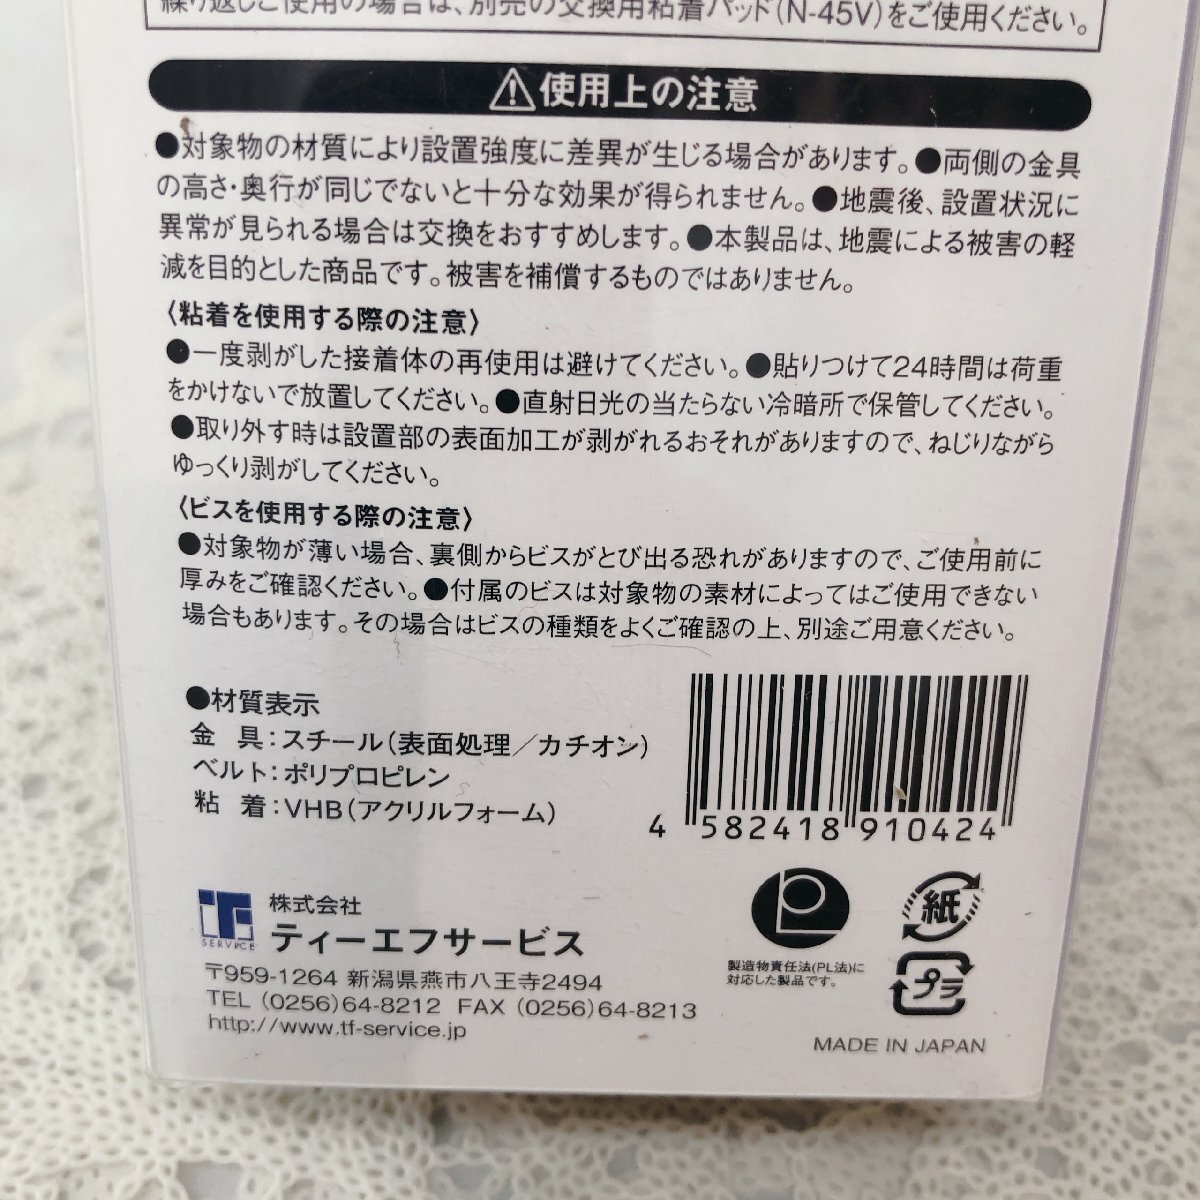 繰り返しご使用の場合は、別売の交換用粘着パッド(N-45V)をご使用ください。
使用上の注意
●対象物の材質により設置強度に差異が生じる場合があります。●両側の金具
の高さ・奥行が同じでないと十分な効果が得られません。●地震後、設置状況に
異常が見られる場合は交換をおすすめします。●本製品は、地震による被害の軽
減を目的とした商品です。被害を補償するものではありません。
〈粘着を使用する際の注意〉
●一度剥がした接着体の再使用は避けてください。●貼りつけて24時間は荷重
をかけないで放置してください。●直射日光の当たらない冷暗所で保管してください。
●取り外す時は設置部の表面加工が剥がれるおそれがありますので、ねじりながら
ゆっくり剥がしてください。
〈ビスを使用する際の注意〉
●対象物が薄い場合、裏側からビスがとび出る恐れがありますので、ご使用前に
厚みをご確認ください。●付属のビスは対象物の素材によってはご使用できない
場合もあります。その場合はビスの種類をよくご確認の上、別途ご用意ください。
●材質表示
金 具：スチール(表面処理／カチオン)
ベルト：ポリプロピレン
粘 着：VHB(アクリルフォーム)
4 582418 910424
TFS SERVICE
株式会社
ティーエフサービス
〒959-1264 新潟県燕市八王寺2494
TEL (0256)64-8212 FAX (0256)64-8213
http://www.tf-service.jp
製造物責任法(PL法)に
対応した製品です。
紙
プラ
MADE IN JAPAN